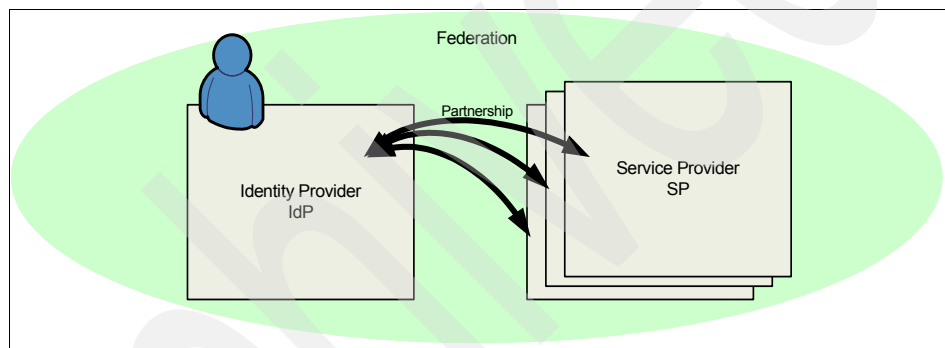 Federation
Partnership
Identity Provider
IdP
Service Provider
SP